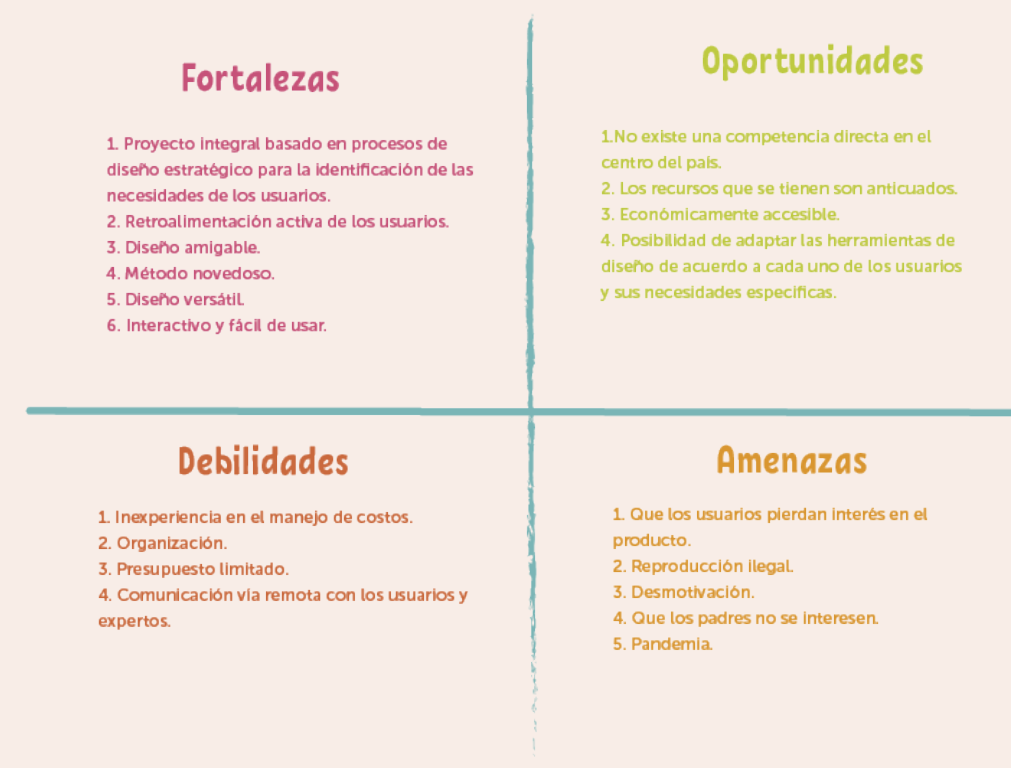 Fortalezas
1. Proyecto integral basado en procesos de
diseño estratégico para la identificación de las
necesidades de los usuarios.
2. Retroalimentación activa de los usuarios.
3. Diseño amigable.
4. Método novedoso.
5. Diseño versátil.
6. Interactivo y fácil de usar.
Oportunidades
1.No existe una competencia directa en el
centro del país.
2. Los recursos que se tienen son anticuados.
3. Económicamente accesible.
4. Posibilidad de adaptar las herramientas de
diseño de acuerdo a cada uno de los usuarios
y sus necesidades específicas.
Debilidades
1. Inexperiencia en el manejo de costos.
2. Organización.
3. Presupuesto limitado.
4. Comunicación vía remota con los usuarios y
expertos.
Amenazas
1. Que los usuarios pierdan interés en el
producto.
2. Reproducción ilegal.
3. Desmotivación.
4. Que los padres no se interesen.
5. Pandemia.